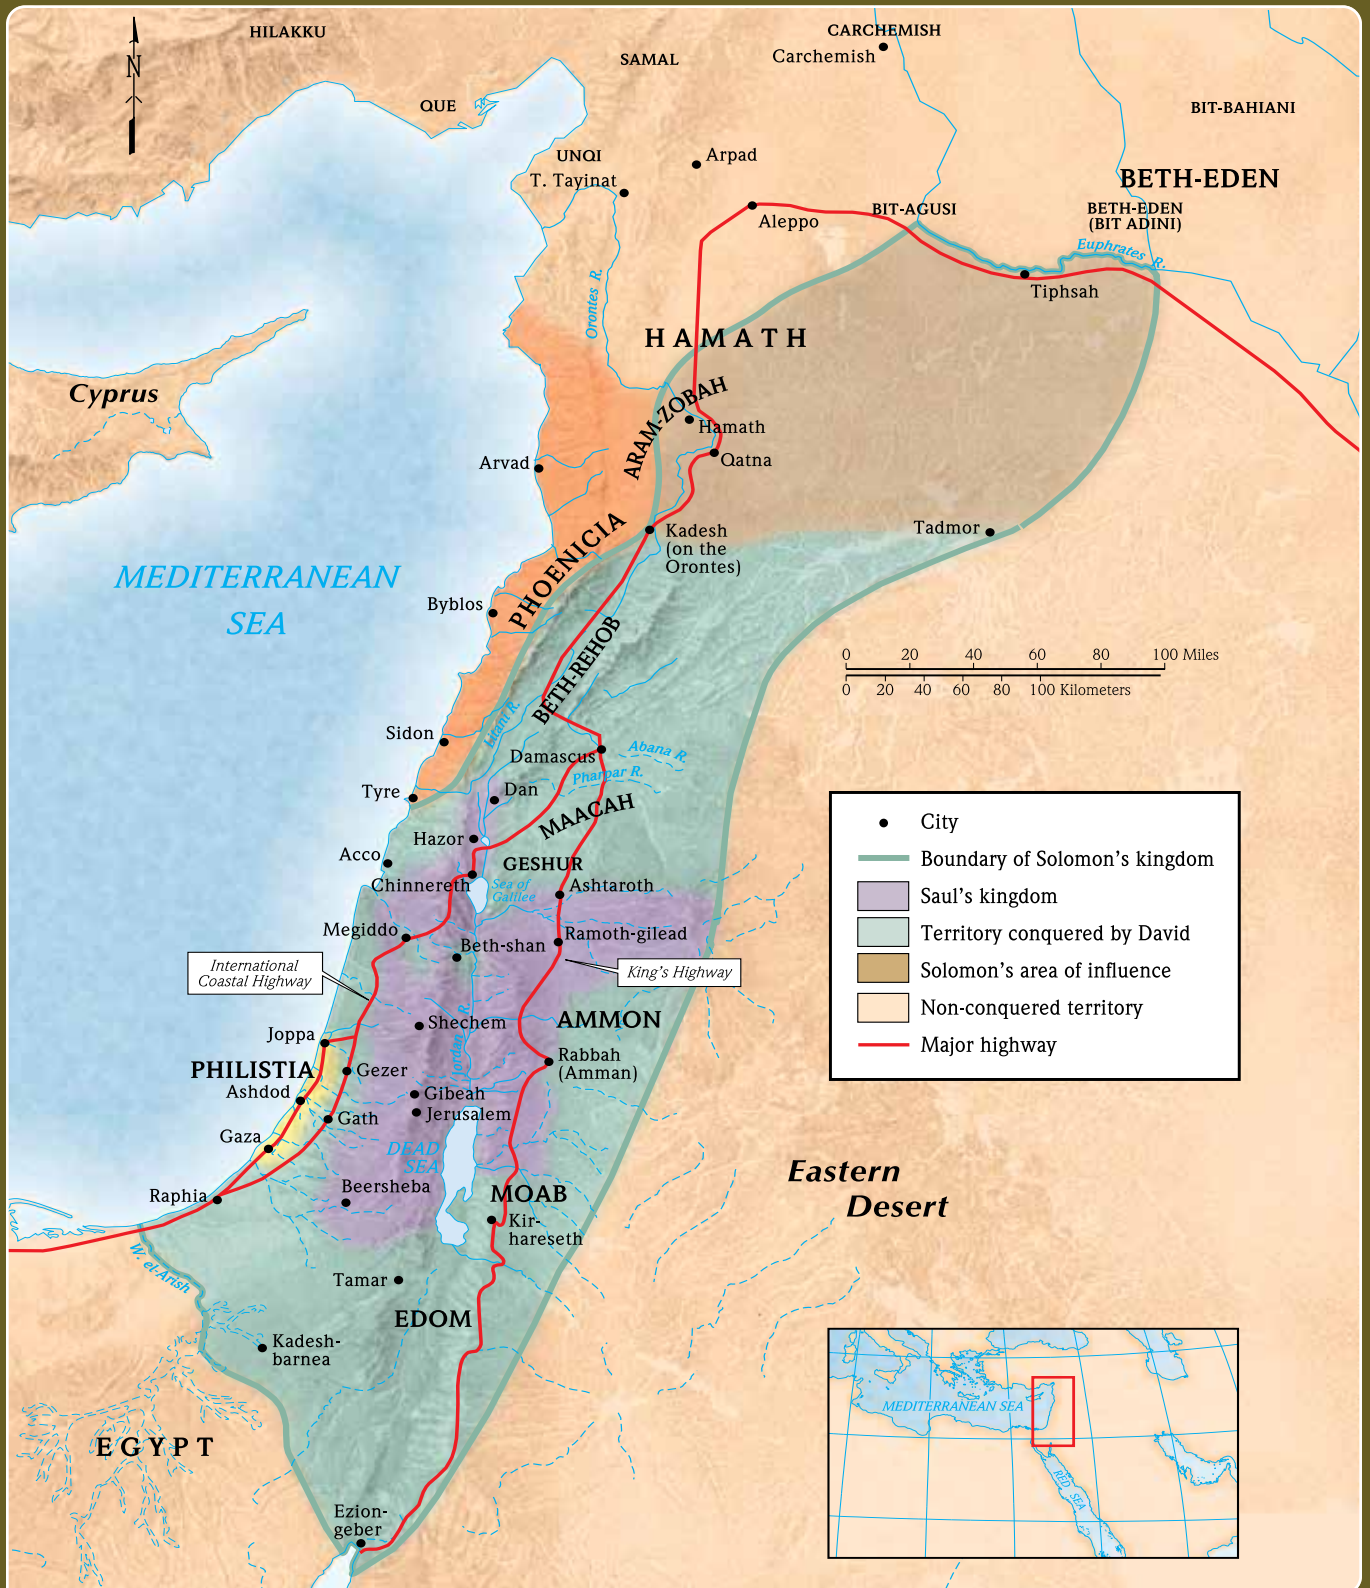 HILAKKU
CARCHEMISH
Carchemish
SAMAL
N
QUE
BIT-BAHIANI
UNQI
T. Tayinat
Arpad
BETH-EDEN
BETH-EDEN
(BIT ADINI)
BIT-AGUSI
Aleppo
Euphrates R.
Tiphsah
Orontes R.
HAMATH
Cyprus
ARAM-ZOBAH
Hamath
Qatna
Arvad
Tadmor
Kadesh
(on the
Orontes)
PHOENICIA
MEDITERRANEAN
SEA
Byblos
BETH-REHOB
0 20 40 60 80 100 Miles
0 20 40 60 80 100 Kilometers
Litani R.
Sidon
Damascus
Abana R.
Pharpar R.
Tyre
Dan
MAACAH
Hazor
Acco
GESHUR
Chinnereth
Sea of
Galilee
Ashtaroth
Megiddo
Beth-shan
Ramoth-gilead
International
Coastal Highway
King's Highway
Shechem
AMMON
Jordan R.
Joppa
Rabbah
(Amman)
PHILISTIA
Gezer
Ashdod
Gibeah
Jerusalem
Gath
Gaza
DEAD
SEA
Beersheba
Raphia
MOAB
Kir-
hareseth
W. el-Arish
Tamar
EDOM
Kadesh-
barnea
EGYPT
Ezion-
geber
Eastern
Desert
City
Boundary of Solomon's kingdom
Saul's kingdom
Territory conquered by David
Solomon's area of influence
Non-conquered territory
Major highway
MEDITERRANEAN SEA
RED SEA